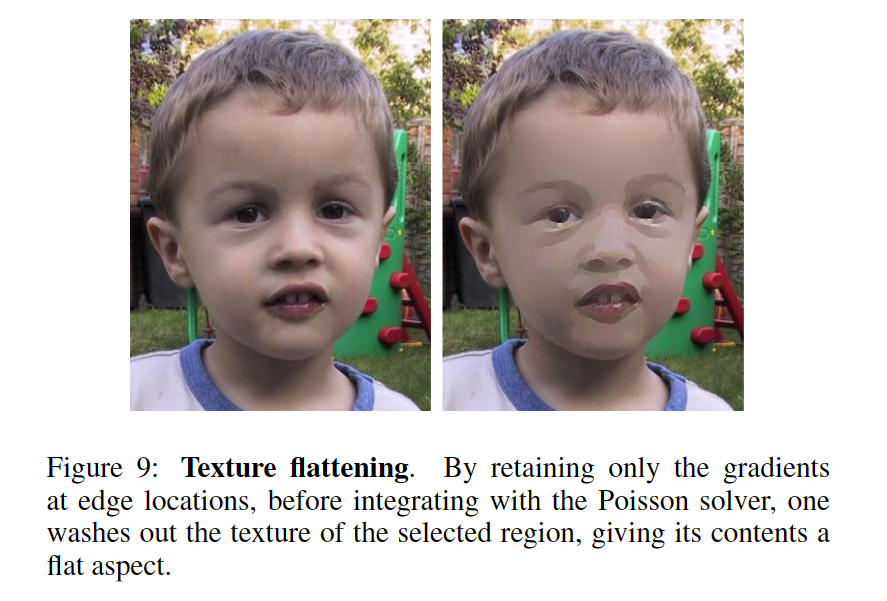 Figure 9: Texture flattening. By retaining only the gradients
at edge locations, before integrating with the Poisson solver, one
washes out the texture of the selected region, giving its contents a
flat aspect.